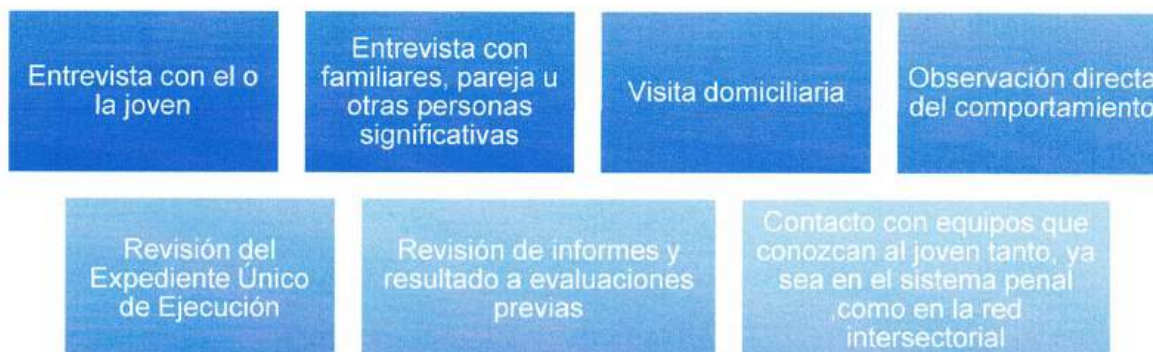 Entrevista con el o
la joven
Entrevista con
familiares, pareja u
otras personas
significativas
Visita domiciliaria
Observación directa
del comportamiento
Revisión del
Expediente Único
de Ejecución
Revisión de informes y
resultado a evaluaciones
previas
Contacto con equipos que
conozcan al joven tanto, ya
sea en el sistema penal
,como en la red
intersectorial